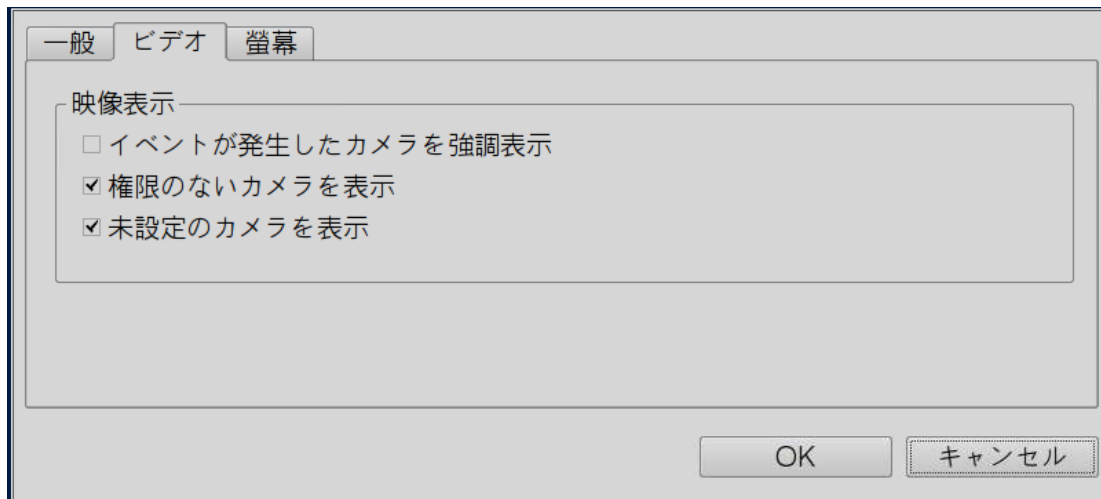 一般 ビデオ 螢幕
映像表示
イベントが発生したカメラを強調表示
権限のないカメラを表示
未設定のカメラを表示
OK キャンセル